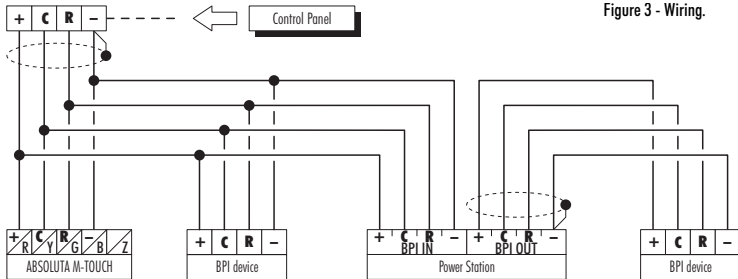 Figure 3 - Wiring.
+ C R –
Control Panel
+ C R –
R Y G B Z
ABSOLUTA M-TOUCH
+ C R –
BPI device
+ C R – + C R –
BPI IN BPI OUT
Power Station
+ C R –
BPI device